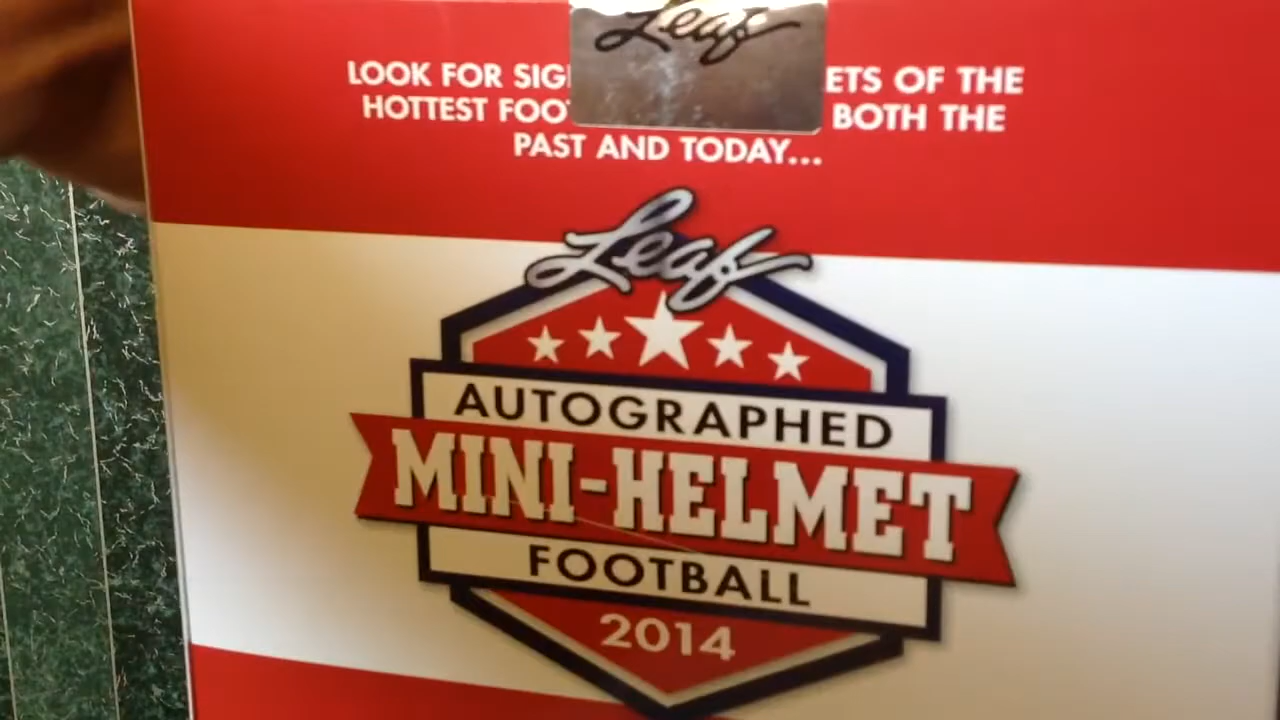 Leaf
LOOK FOR SIG ETS OF THE
HOTTEST FOO BOTH THE
PAST AND TODAY...
Leaf
AUTOGRAPHED
MINI-HELMET
FOOTBALL
2014